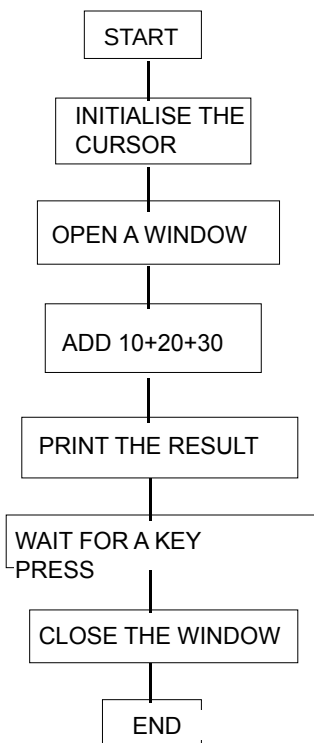 START
INITIALISE THE
CURSOR
OPEN A WINDOW
ADD 10+20+30
PRINT THE RESULT
WAIT FOR A KEY
PRESS
CLOSE THE WINDOW
END